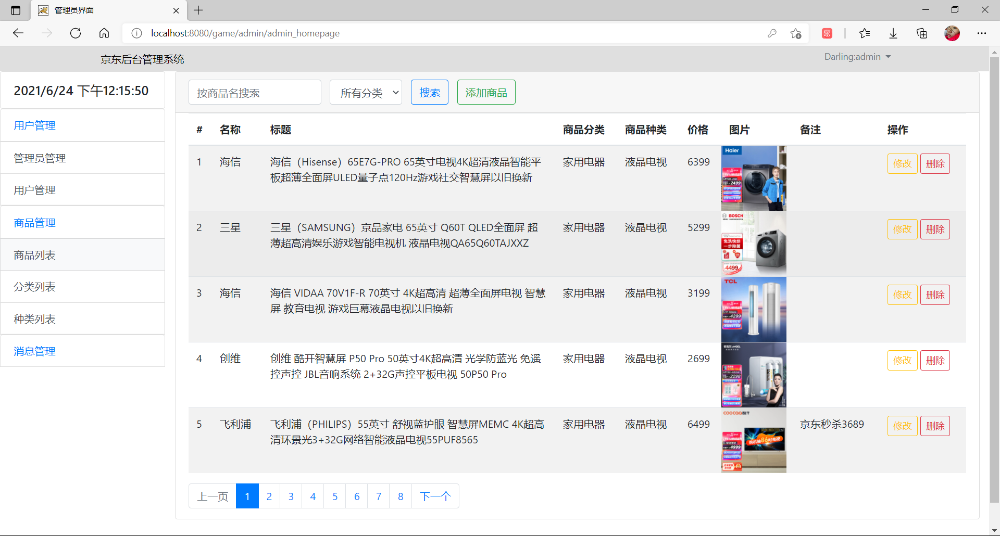 管理员界面
localhost:8080/game/admin/admin_homepage
惠
京东后台管理系统
Darling:admin
2021/6/24 下午12:15:50
用户管理
管理员管理
用户管理
商品管理
商品列表
分类列表
种类列表
消息管理
按商品名搜索 所有分类 搜索 添加商品
# 名称 标题 商品分类 商品种类 价格 图片 备注 操作
1 海信 海信（Hisense）65E7G-PRO 65英寸电视4K超清液晶智能平 家用电器 液晶电视 6399 修改 删除
板超薄全面屏ULED量子点120Hz游戏社交智慧屏以旧换新
Haier
2499
2 三星 三星（SAMSUNG）京品家电 65英寸 Q60T QLED全面屏 超 家用电器 液晶电视 5299 修改 删除
薄超高清娱乐游戏智能电视机 液晶电视QA65Q60TAJXXZ
BOSCH
免洗快烘
一步除菌
4499
3 海信 海信 VIDAA 70V1F-R 70英寸 4K超高清 超薄全面屏电视 智慧 家用电器 液晶电视 3199 修改 删除
屏 教育电视 游戏巨幕液晶电视以旧换新
TCL
4299
4 创维 创维 酷开智慧屏 P50 Pro 50英寸4K超高清 光学防蓝光 免遥 家用电器 液晶电视 2699 修改 删除
控声控 JBL音响系统 2+32G声控平板电视 50P50 Pro
ANGEL
2298
5 飞利浦 飞利浦（PHILIPS）55英寸 舒视蓝护眼 智慧屏MEMC 4K超高 家用电器 液晶电视 6499 京东秒杀3689 修改 删除
清环景光3+32G网络智能液晶电视55PUF8565
coocaa 酷开
购机抽86吋电视
4999
上一页 1 2 3 4 5 6 7 8 下一个